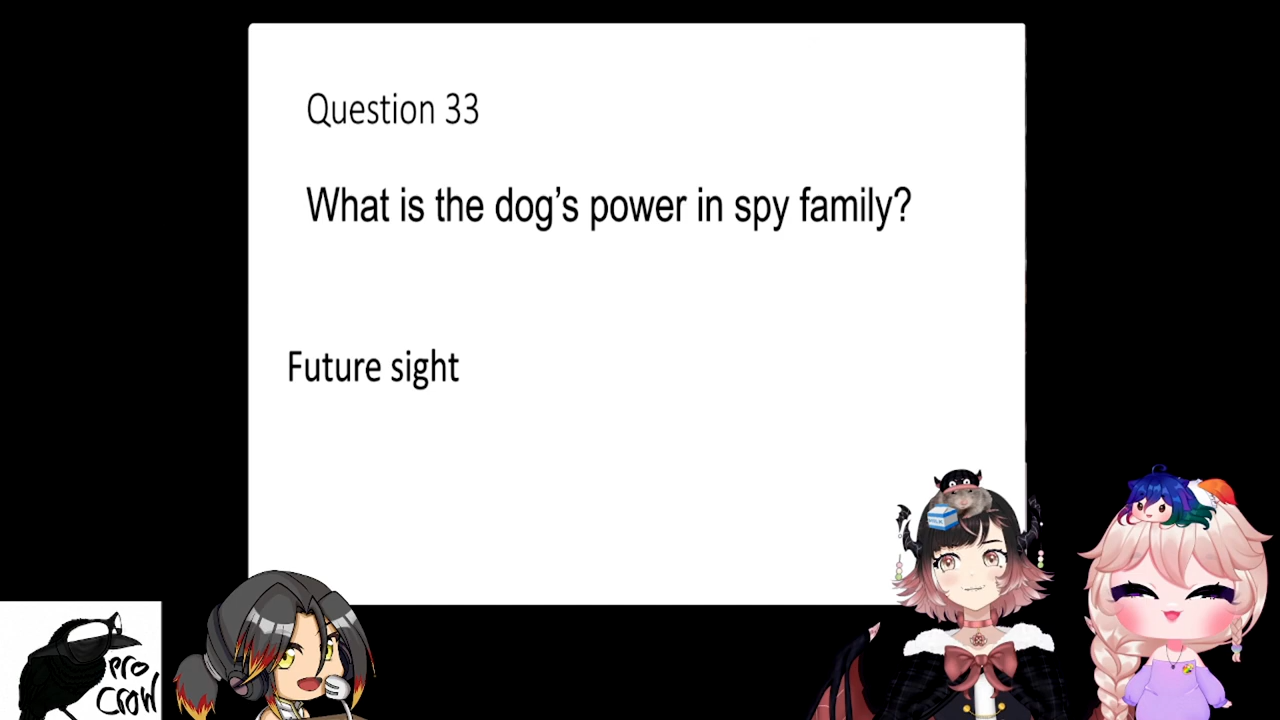 Question 33
What is the dog’s power in spy family?
Future sight
pro
crow